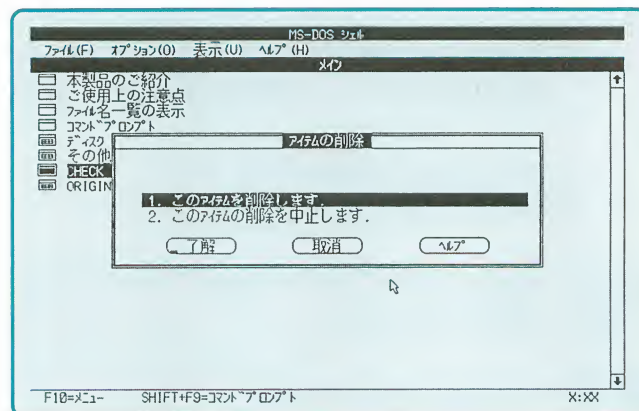 MS-DOS ｼｪﾙ
ﾌｧｲﾙ(F) ｵﾌﾟｼｮﾝ(O) 表示(U) ﾍﾙﾌﾟ(H)
ﾒｲﾝ
本製品のご紹介
ご使用上の注意点
ﾌｧｲﾙ名一覧の表示
ｺﾏﾝﾄﾞﾌﾟﾛﾝﾌﾟﾄ
ﾃﾞｨｽｸ
その他
CHECK
ORIGIN
ｱｲﾃﾑの削除
1. このｱｲﾃﾑを削除します.
2. このｱｲﾃﾑの削除を中止します.
了解 取消 ﾍﾙﾌﾟ
F10=ﾒﾆｭｰ SHIFT+F9=ｺﾏﾝﾄﾞﾌﾟﾛﾝﾌﾟﾄ X:XX